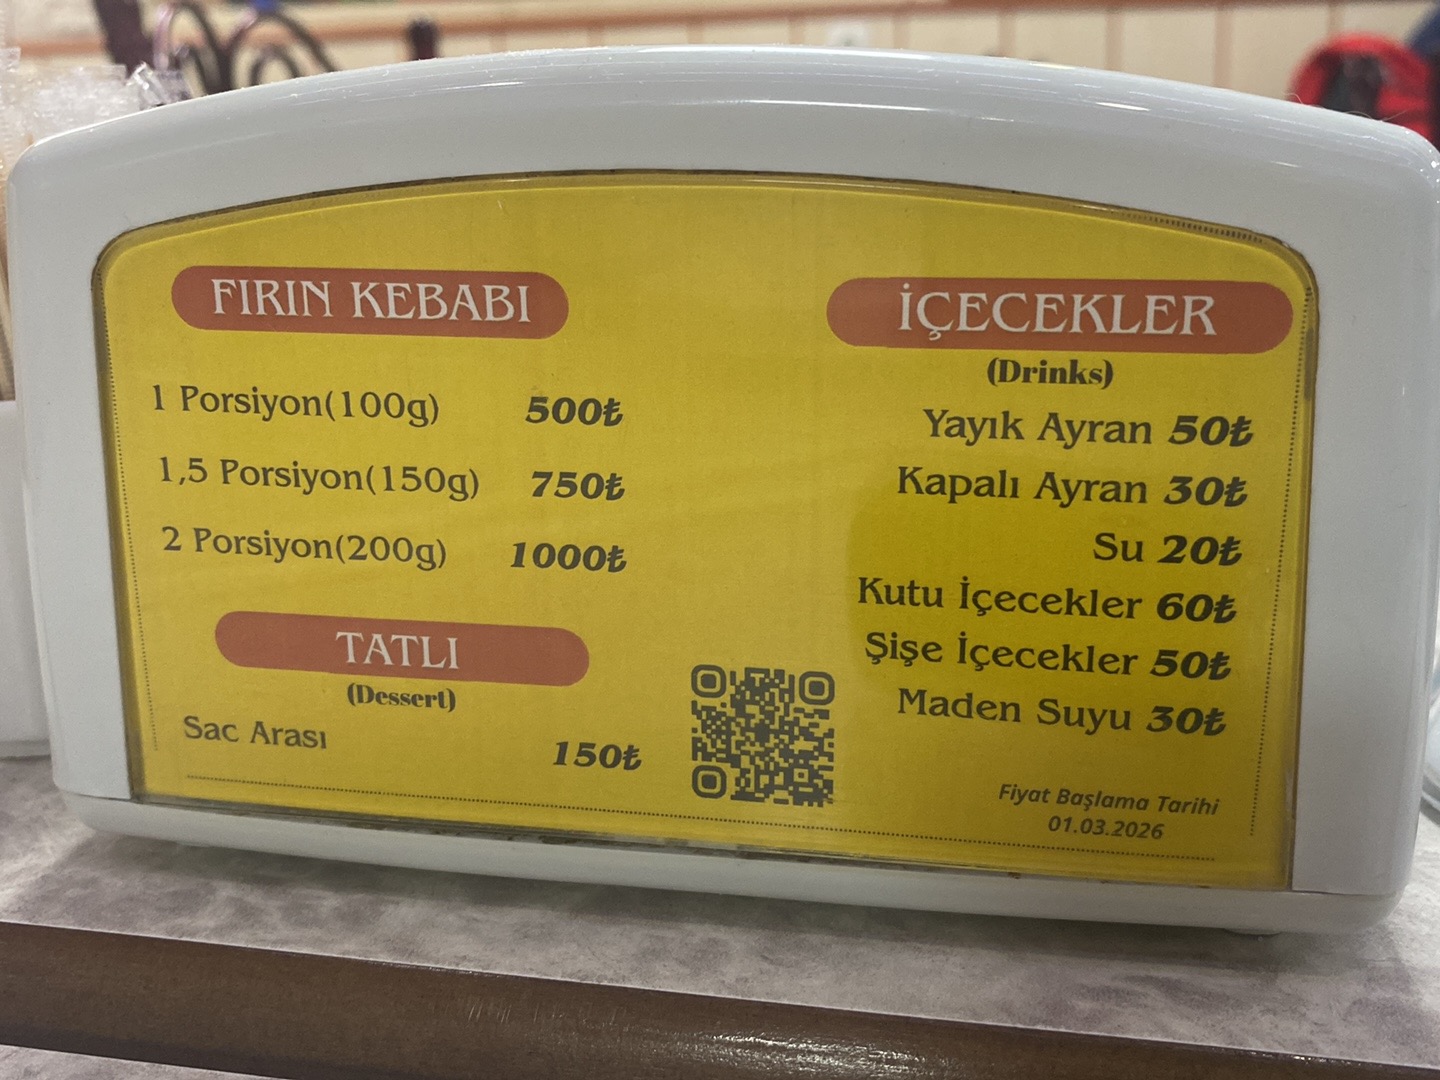 FIRIN KEBABI
1 Porsiyon(100g) 500₺
1,5 Porsiyon(150g) 750₺
2 Porsiyon(200g) 1000₺
TATLI
(Dessert)
Sac Arası 150₺
İÇECEKLER
(Drinks)
Yayık Ayran 50₺
Kapalı Ayran 30₺
Su 20₺
Kutu İçecekler 60₺
Şişe İçecekler 50₺
Maden Suyu 30₺
Fiyat Başlama Tarihi
01.03.2026